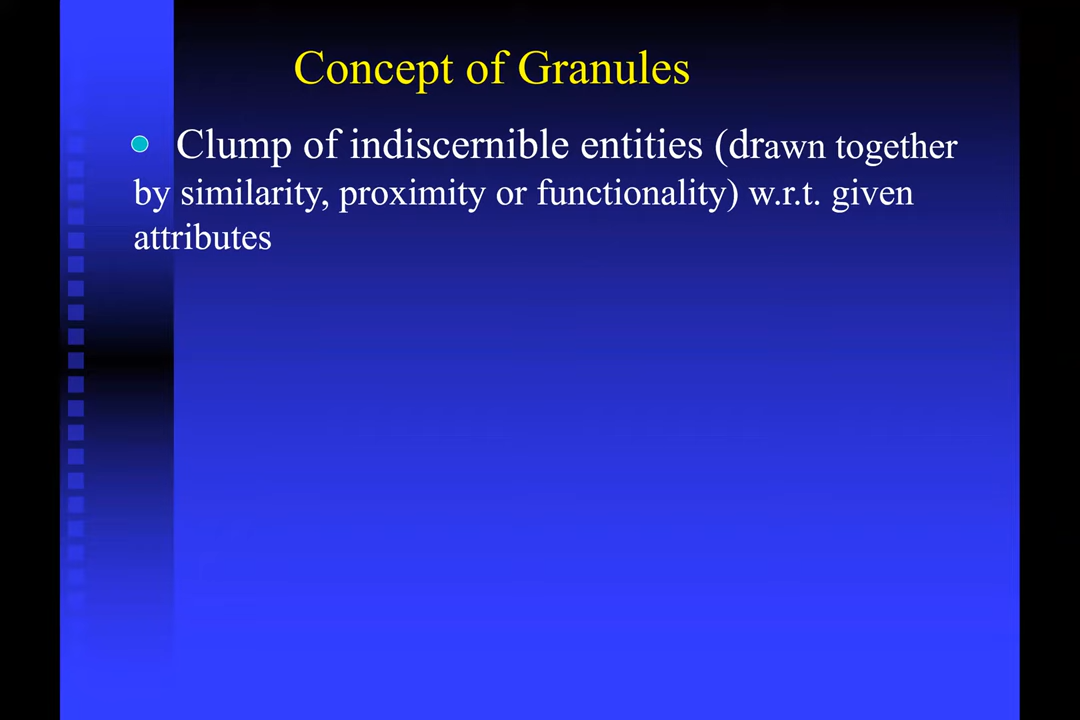 Concept of Granules
Clump of indiscernible entities (drawn together
by similarity, proximity or functionality) w.r.t. given
attributes